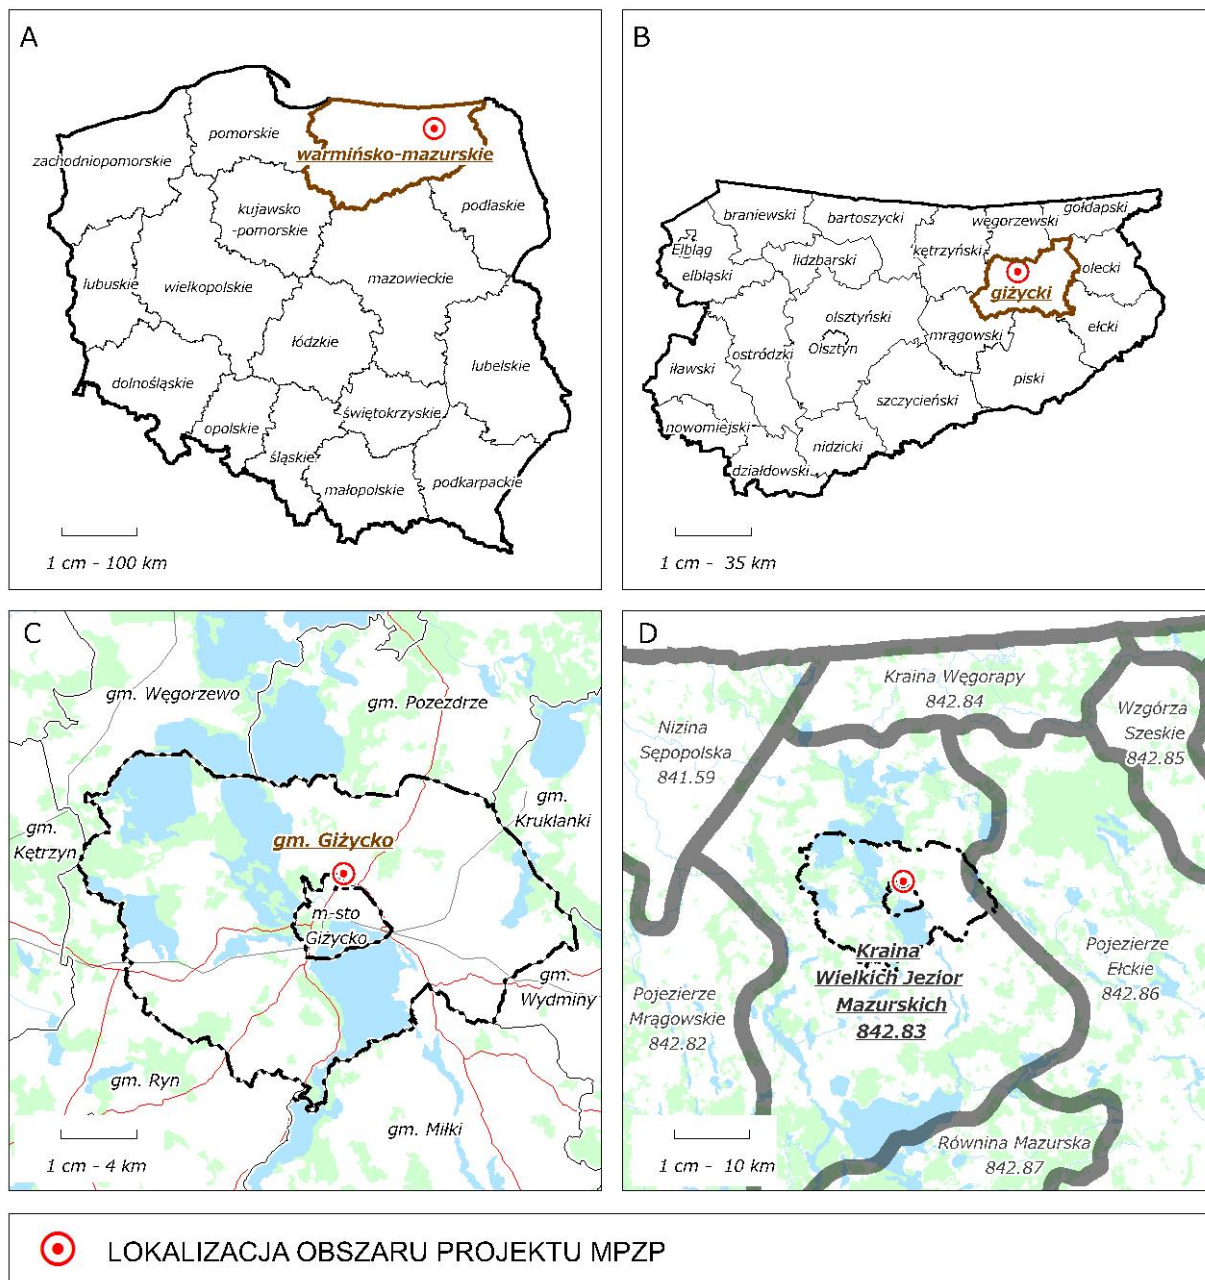 A
pomorskie
zachodniopomorskie
warmińsko-mazurskie
podlaskie
kujawsko
-pomorskie
mazowieckie
lubuskie
wielkopolskie
łódzkie
lubelskie
dolnośląskie
świętokrzyskie
opolskie
śląskie
małopolskie
podkarpackie
1 cm - 100 km
B
gołdapski
braniewski
bartoszycki
węgorzewski
Elbląg
kętrzyński
lidzbarski
elbląski
olecki
giżycki
olsztyński
ełcki
mrągowski
Olsztyn
ostródzki
iławski
piski
szczycieński
nowomiejski
nidzicki
działdowski
1 cm - 35 km
C
gm. Węgorzewo
gm. Pozezdrze
gm.
Kruklanki
gm.
Kętrzyn
gm. Giżycko
m-sto
Giżycko
gm.
Wydminy
gm. Ryn
gm. Miłki
1 cm - 4 km
D
Kraina Węgorapy
842.84
Wzgórza
Szeskie
842.85
Nizina
Sępopolska
841.59
Kraina
Wielkich Jezior
Mazurskich
842.83
Pojezierze
Ełckie
842.86
Pojezierze
Mrągowskie
842.82
Równina Mazurska
842.87
1 cm - 10 km
LOKALIZACJA OBSZARU PROJEKTU MPZP